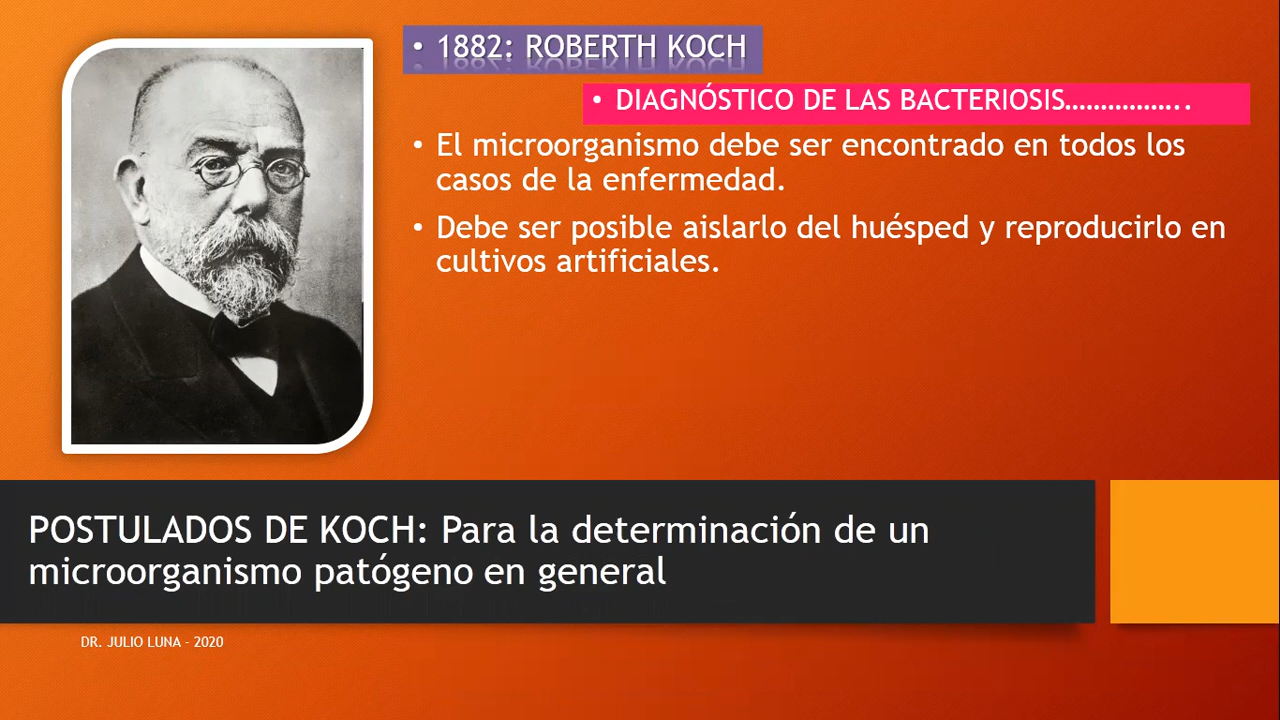 • 1882: ROBERTH KOCH
• DIAGNÓSTICO DE LAS BACTERIOSIS……………..
• El microorganismo debe ser encontrado en todos los
casos de la enfermedad.
• Debe ser posible aislarlo del huésped y reproducirlo en
cultivos artificiales.
POSTULADOS DE KOCH: Para la determinación de un
microorganismo patógeno en general
DR. JULIO LUNA - 2020